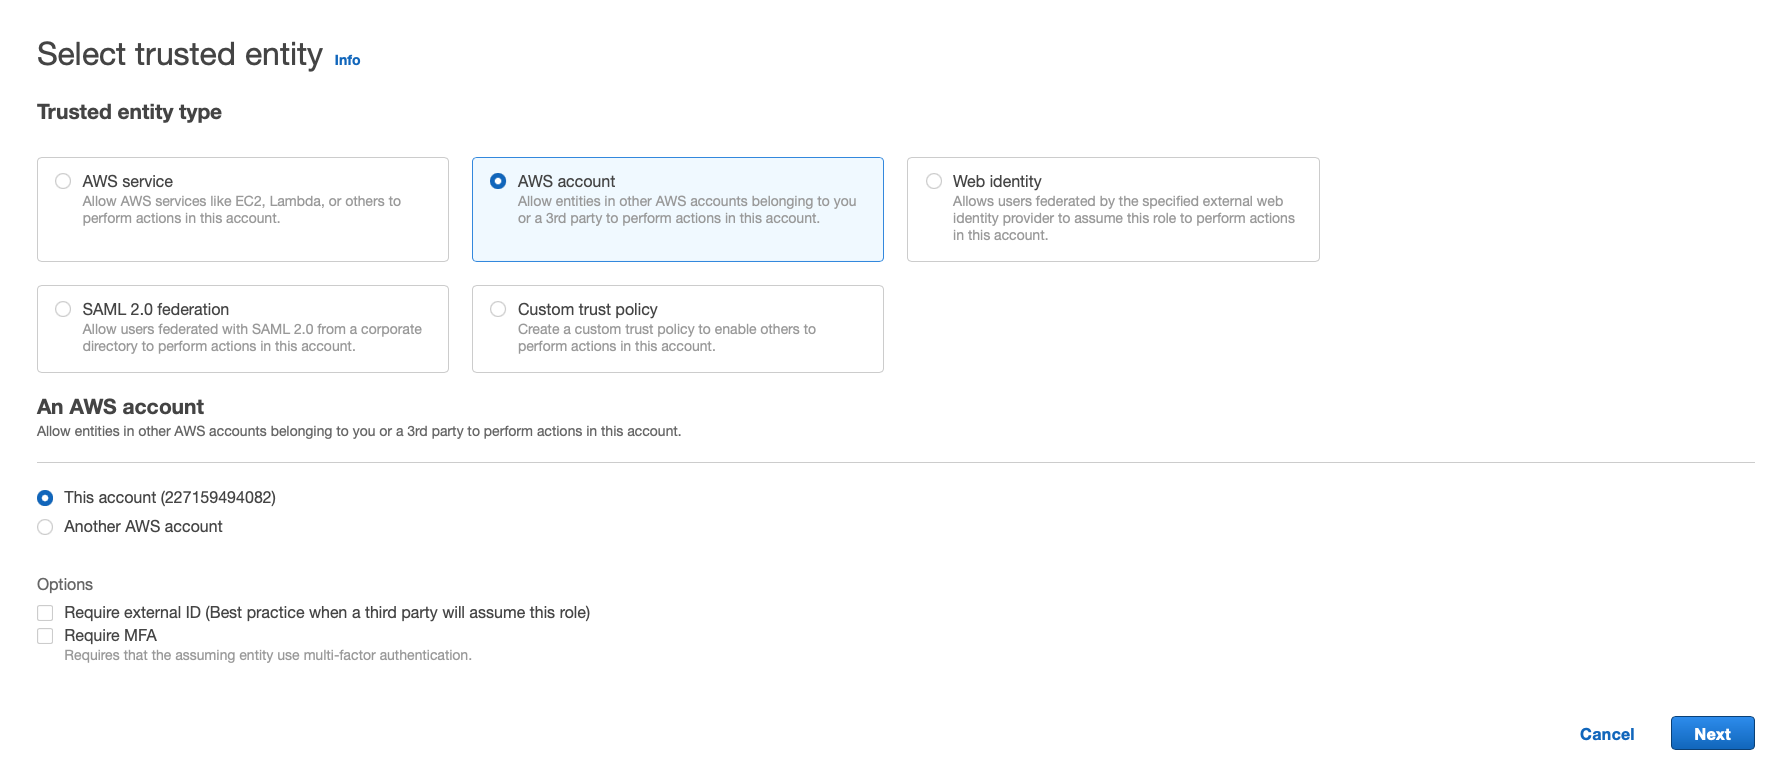 Select trusted entity Info
Trusted entity type
AWS service
Allow AWS services like EC2, Lambda, or others to
perform actions in this account.
AWS account
Allow entities in other AWS accounts belonging to you
or a 3rd party to perform actions in this account.
Web identity
Allows users federated by the specified external web
identity provider to assume this role to perform actions
in this account.
SAML 2.0 federation
Allow users federated with SAML 2.0 from a corporate
directory to perform actions in this account.
Custom trust policy
Create a custom trust policy to enable others to
perform actions in this account.
An AWS account
Allow entities in other AWS accounts belonging to you or a 3rd party to perform actions in this account.
This account (227159494082)
Another AWS account
Options
Require external ID (Best practice when a third party will assume this role)
Require MFA
Requires that the assuming entity use multi-factor authentication.
Cancel
Next